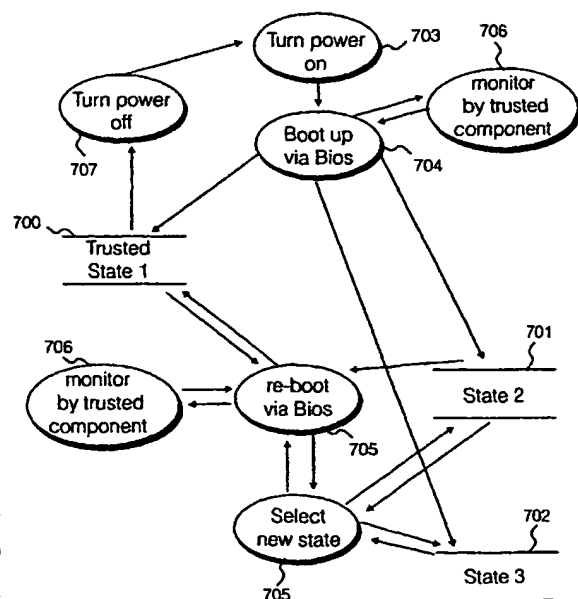 Turn power
on
703
706
monitor
by trusted
component
Turn power
off
707
Boot up
via Bios
704
700
Trusted
State 1
701
State 2
706
monitor
by trusted
component
re-boot
via Bios
705
Select
new state
705
702
State 3